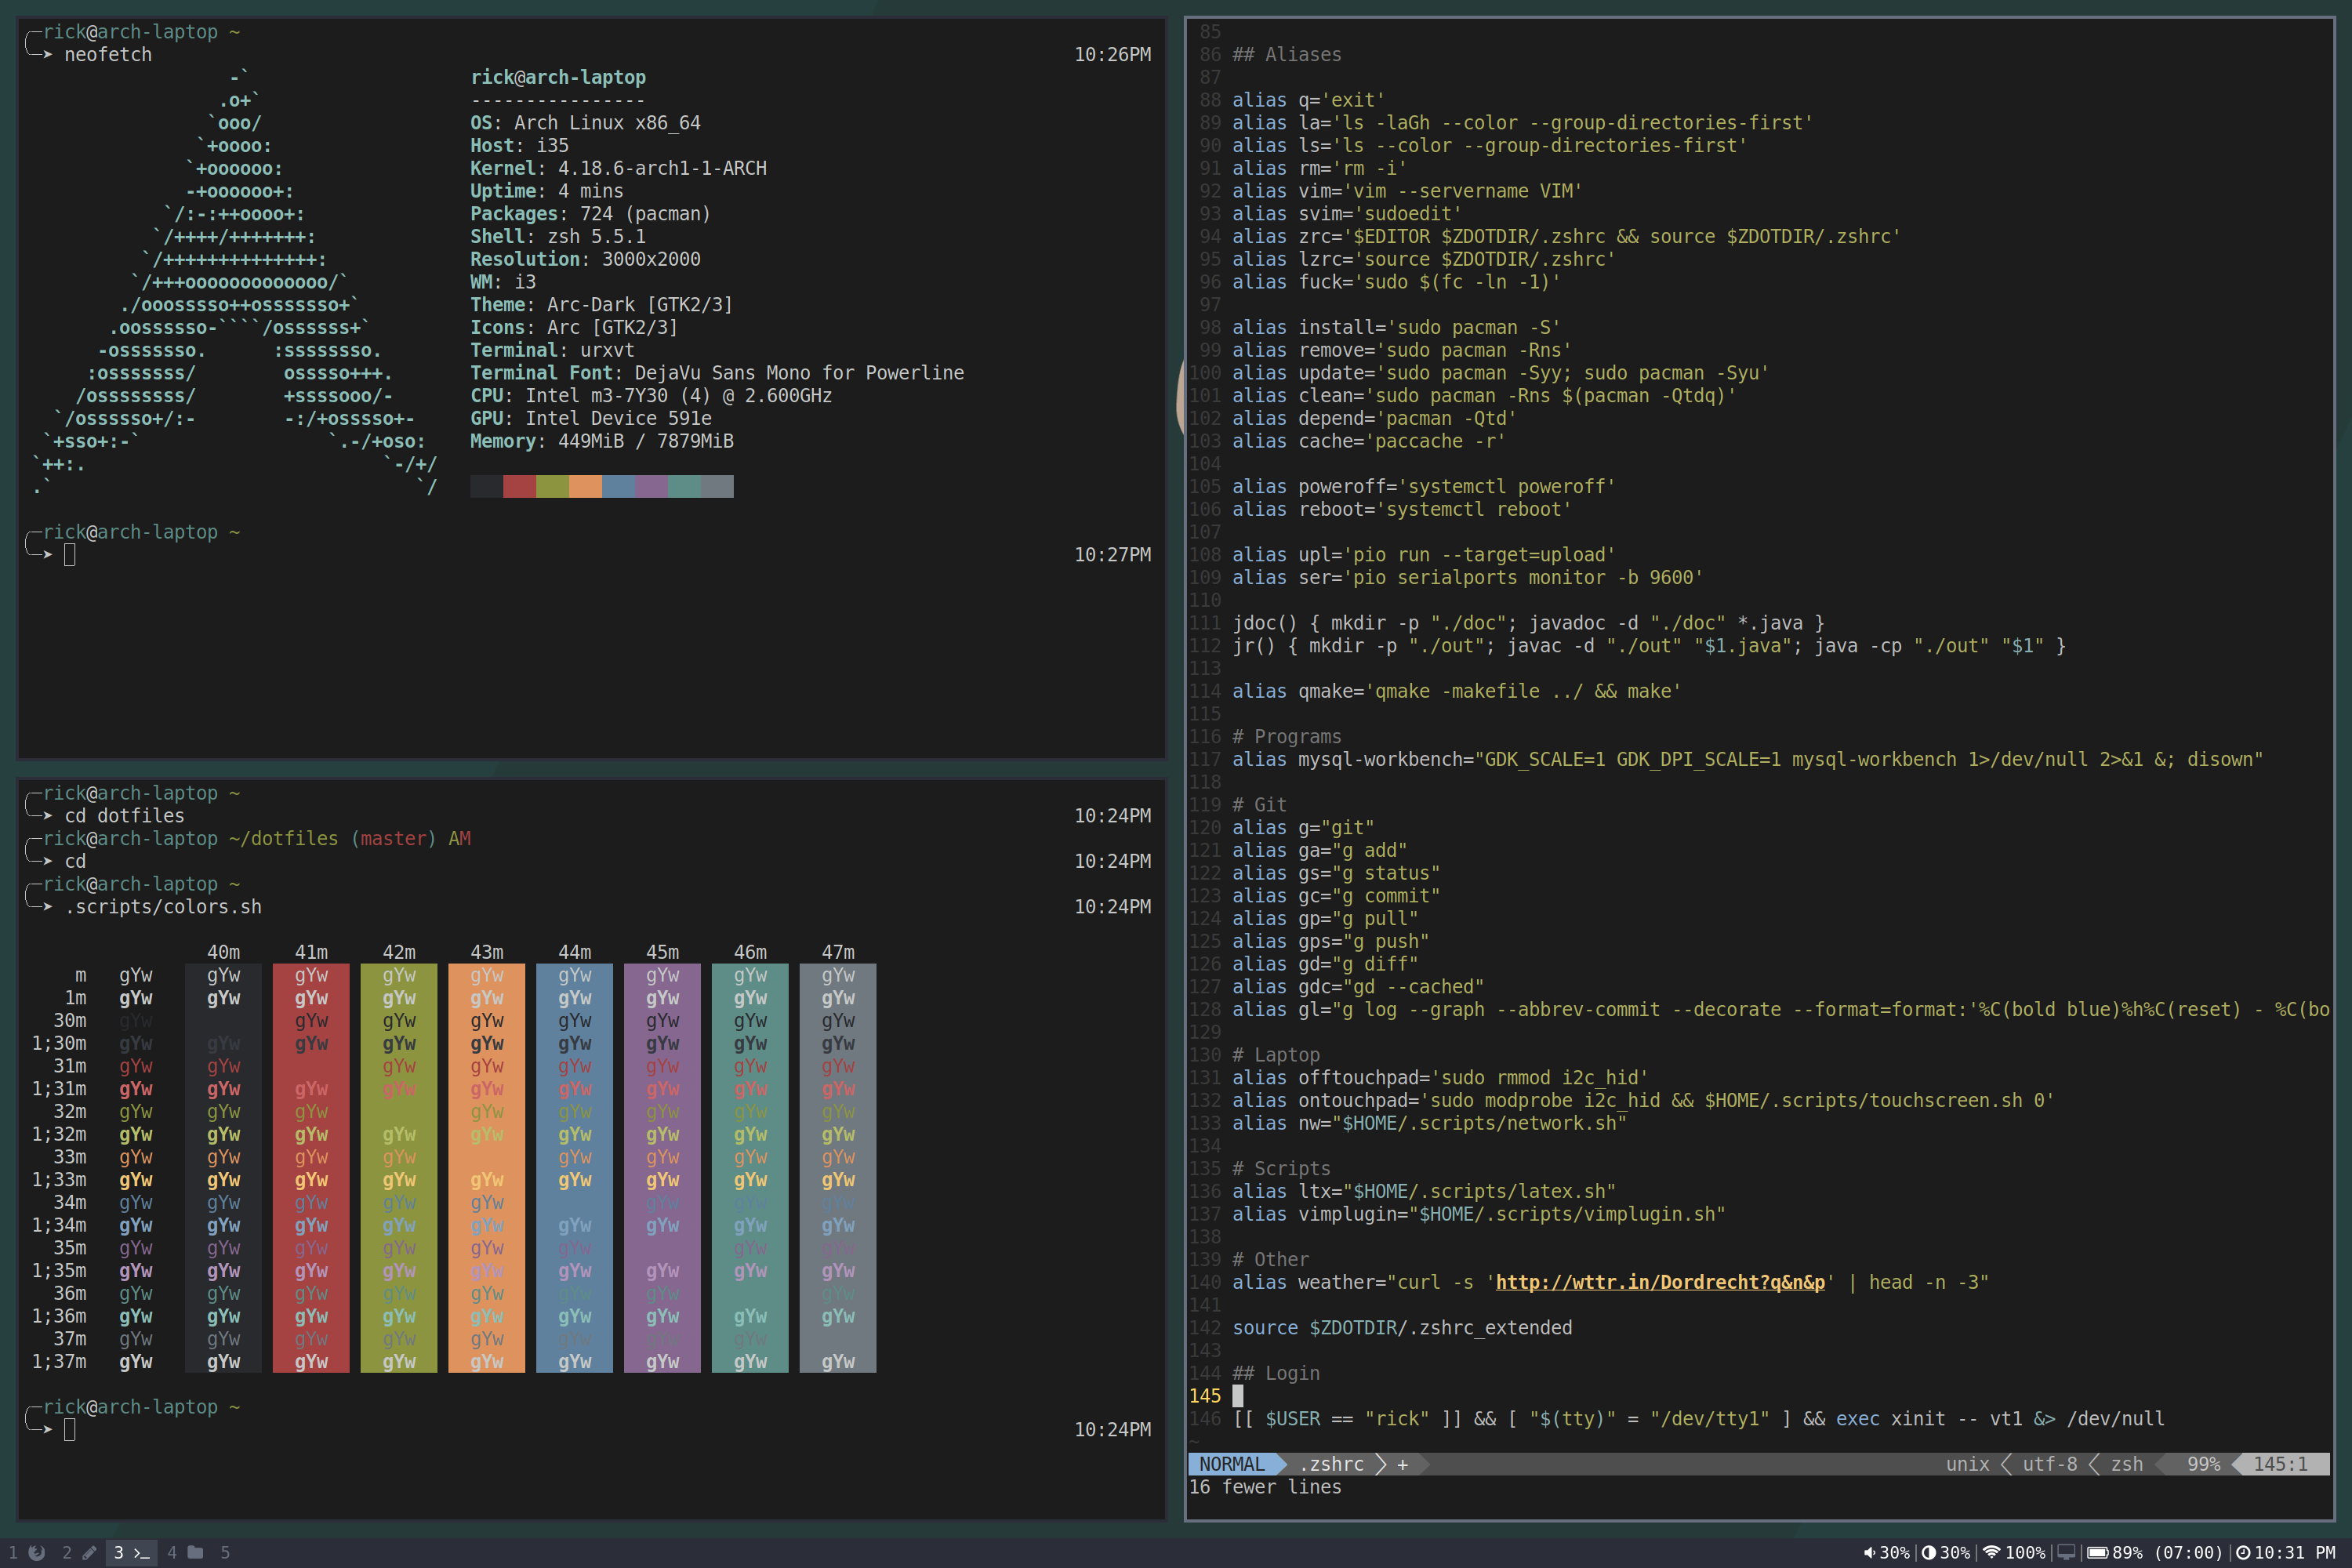 rick@arch-laptop ~
➤ neofetch 10:26PM
-` rick@arch-laptop
.o+` ----------------
`ooo/ OS: Arch Linux x86_64
`+oooo: Host: i35
`+oooooo: Kernel: 4.18.6-arch1-1-ARCH
-+oooooo+: Uptime: 4 mins
`/:-:++oooo+: Packages: 724 (pacman)
`/++++/+++++++: Shell: zsh 5.5.1
`/++++++++++++++: Resolution: 3000x2000
`/+++ooooooooooooo/` WM: i3
./ooosssso++osssssso+` Theme: Arc-Dark [GTK2/3]
.oossssso-````/ossssss+` Icons: Arc [GTK2/3]
-osssssso. :ssssssso. Terminal: urxvt
:osssssss/ osssso+++. Terminal Font: DejaVu Sans Mono for Powerline
/ossssssss/ +ssssooo/- CPU: Intel m3-7Y30 (4) @ 2.600GHz
`/ossssso+/:- -:/+osssso+- GPU: Intel Device 591e
`+sso+:-` `.-/+oso: Memory: 449MiB / 7879MiB
`++:. `-/+/
.` `/
rick@arch-laptop ~
➤ 10:27PM
rick@arch-laptop ~
➤ cd dotfiles 10:24PM
rick@arch-laptop ~/dotfiles (master) AM
➤ cd 10:24PM
rick@arch-laptop ~
➤ .scripts/colors.sh 10:24PM
40m 41m 42m 43m 44m 45m 46m 47m
m gYw gYw gYw gYw gYw gYw gYw gYw gYw
1m gYw gYw gYw gYw gYw gYw gYw gYw gYw
30m gYw gYw gYw gYw gYw gYw gYw gYw
1;30m gYw gYw gYw gYw gYw gYw gYw gYw gYw
31m gYw gYw gYw gYw gYw gYw gYw gYw
1;31m gYw gYw gYw gYw gYw gYw gYw gYw gYw
32m gYw gYw gYw gYw gYw gYw gYw gYw
1;32m gYw gYw gYw gYw gYw gYw gYw gYw gYw
33m gYw gYw gYw gYw gYw gYw gYw gYw
1;33m gYw gYw gYw gYw gYw gYw gYw gYw gYw
34m gYw gYw gYw gYw gYw gYw gYw gYw
1;34m gYw gYw gYw gYw gYw gYw gYw gYw gYw
35m gYw gYw gYw gYw gYw gYw gYw gYw
1;35m gYw gYw gYw gYw gYw gYw gYw gYw gYw
36m gYw gYw gYw gYw gYw gYw gYw gYw
1;36m gYw gYw gYw gYw gYw gYw gYw gYw gYw
37m gYw gYw gYw gYw gYw gYw gYw gYw
1;37m gYw gYw gYw gYw gYw gYw gYw gYw gYw
rick@arch-laptop ~
➤ 10:24PM
85
86 ## Aliases
87
88 alias q='exit'
89 alias la='ls -laGh --color --group-directories-first'
90 alias ls='ls --color --group-directories-first'
91 alias rm='rm -i'
92 alias vim='vim --servername VIM'
93 alias svim='sudoedit'
94 alias zrc='$EDITOR $ZDOTDIR/.zshrc && source $ZDOTDIR/.zshrc'
95 alias lzrc='source $ZDOTDIR/.zshrc'
96 alias fuck='sudo $(fc -ln -1)'
97
98 alias install='sudo pacman -S'
99 alias remove='sudo pacman -Rns'
100 alias update='sudo pacman -Syy; sudo pacman -Syu'
101 alias clean='sudo pacman -Rns $(pacman -Qtdq)'
102 alias depend='pacman -Qtd'
103 alias cache='paccache -r'
104
105 alias poweroff='systemctl poweroff'
106 alias reboot='systemctl reboot'
107
108 alias upl='pio run --target=upload'
109 alias ser='pio serialports monitor -b 9600'
110
111 jdoc() { mkdir -p "./doc"; javadoc -d "./doc" *.java }
112 jr() { mkdir -p "./out"; javac -d "./out" "$1.java"; java -cp "./out" "$1" }
113
114 alias qmake='qmake -makefile ../ && make'
115
116 # Programs
117 alias mysql-workbench="GDK_SCALE=1 GDK_DPI_SCALE=1 mysql-workbench 1>/dev/null 2>&1 &; disown"
118
119 # Git
120 alias g="git"
121 alias ga="g add"
122 alias gs="g status"
123 alias gc="g commit"
124 alias gp="g pull"
125 alias gps="g push"
126 alias gd="g diff"
127 alias gdc="gd --cached"
128 alias gl="g log --graph --abbrev-commit --decorate --format=format:'%C(bold blue)%h%C(reset) - %C(bo
129
130 # Laptop
131 alias offtouchpad='sudo rmmod i2c_hid'
132 alias ontouchpad='sudo modprobe i2c_hid && $HOME/.scripts/touchscreen.sh 0'
133 alias nw="$HOME/.scripts/network.sh"
134
135 # Scripts
136 alias ltx="$HOME/.scripts/latex.sh"
137 alias vimplugin="$HOME/.scripts/vimplugin.sh"
138
139 # Other
140 alias weather="curl -s 'http://wttr.in/Dordrecht?q&n&p' | head -n -3"
141
142 source $ZDOTDIR/.zshrc_extended
143
144 ## Login
145
146 [[ $USER == "rick" ]] && [ "$(tty)" = "/dev/tty1" ] && exec xinit -- vt1 &> /dev/null
~
NORMAL .zshrc + unix utf-8 zsh 99% 145:1
16 fewer lines
1 2 3 4 5 30% 30% 100% 89% (07:00) 10:31 PM